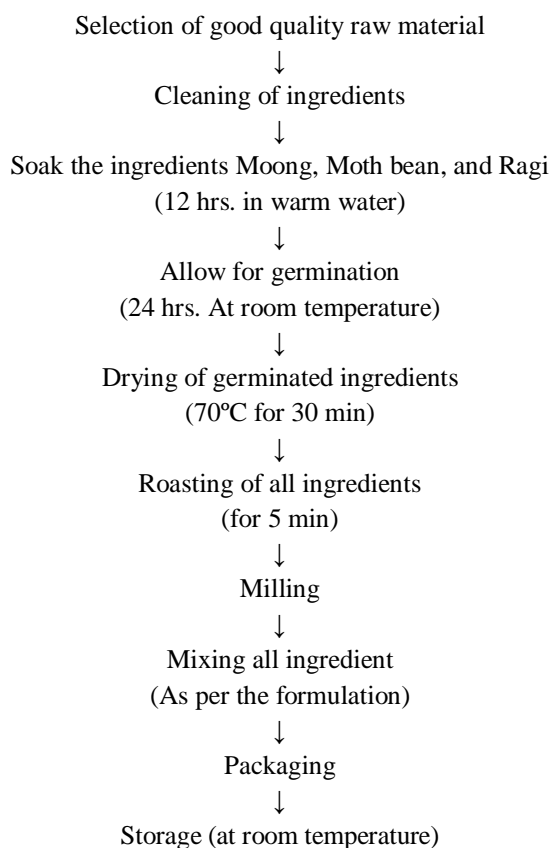 Selection of good quality raw material
↓
Cleaning of ingredients
↓
Soak the ingredients Moong, Moth bean, and Ragi
(12 hrs. in warm water)
↓
Allow for germination
(24 hrs. At room temperature)
↓
Drying of germinated ingredients
(70ºC for 30 min)
↓
Roasting of all ingredients
(for 5 min)
↓
Milling
↓
Mixing all ingredient
(As per the formulation)
↓
Packaging
↓
Storage (at room temperature)